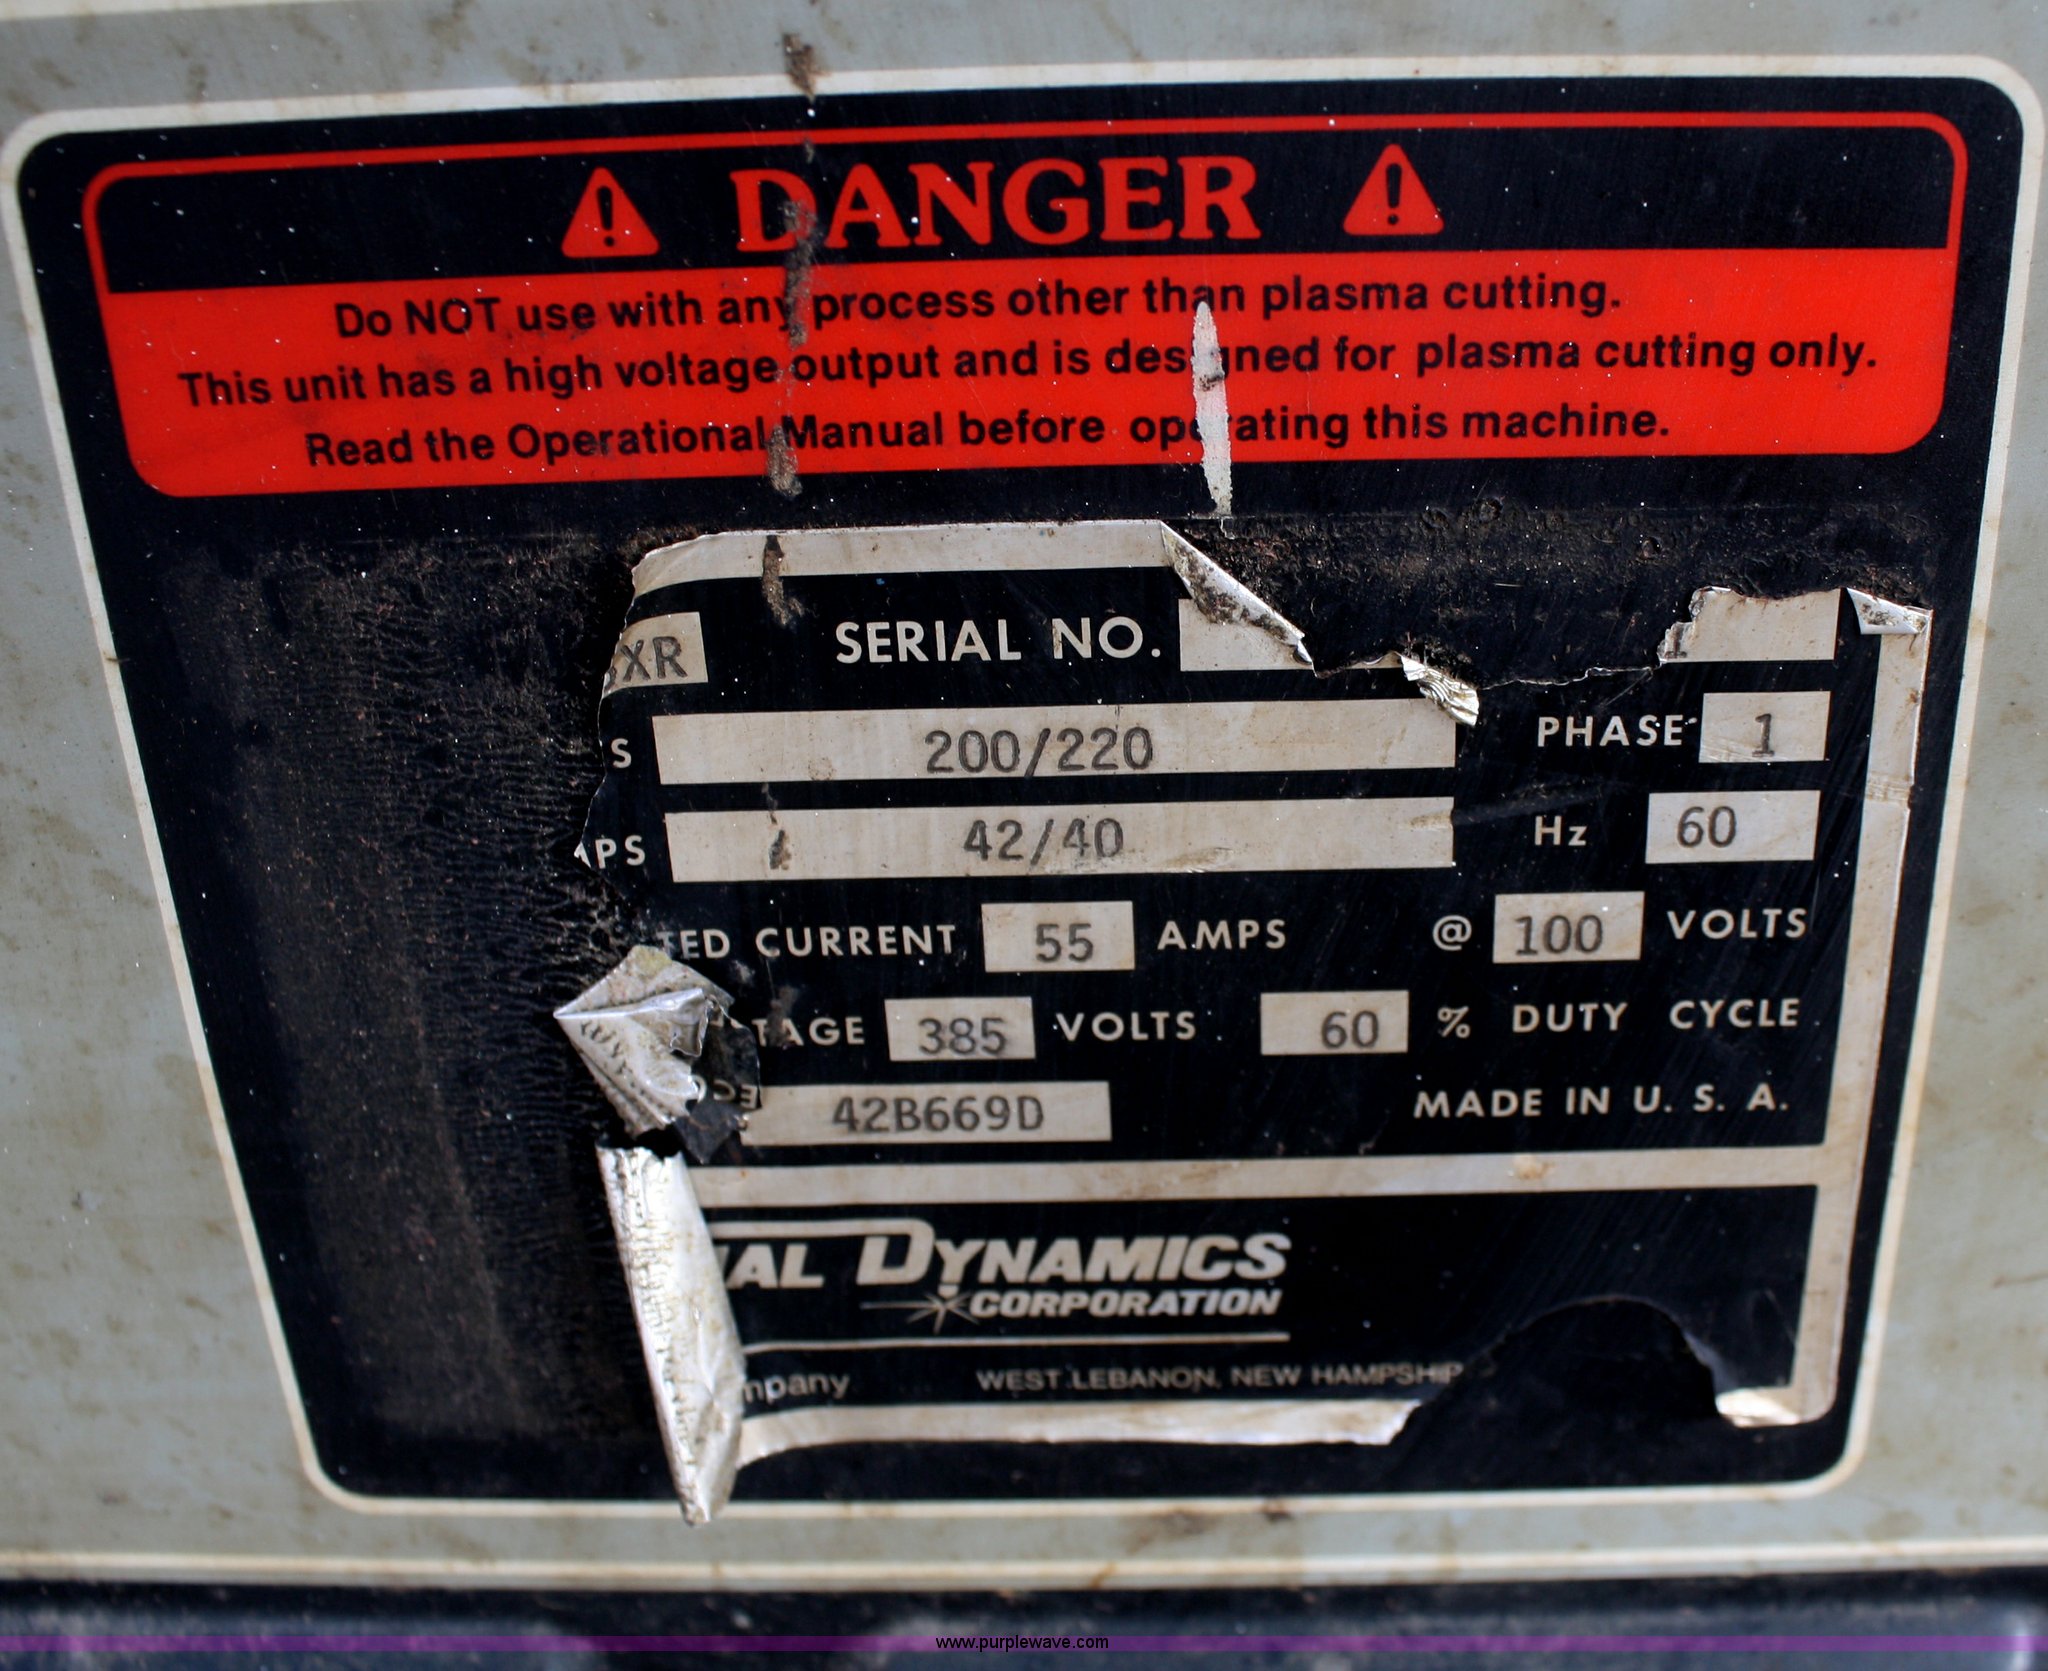 DANGER
Do NOT use with any process other than plasma cutting.
This unit has a high voltage output and is designed for plasma cutting only.
Read the Operational Manual before operating this machine.
XR SERIAL NO.
S 200/220 PHASE 1
PS 42/40 Hz 60
TED CURRENT 55 AMPS @ 100 VOLTS
TAGE 385 VOLTS 60 % DUTY CYCLE
42B669D MADE IN U. S. A.
AL DYNAMICS
CORPORATION
mpany WEST LEBANON, NEW HAMPSHIR
www.purplewave.com